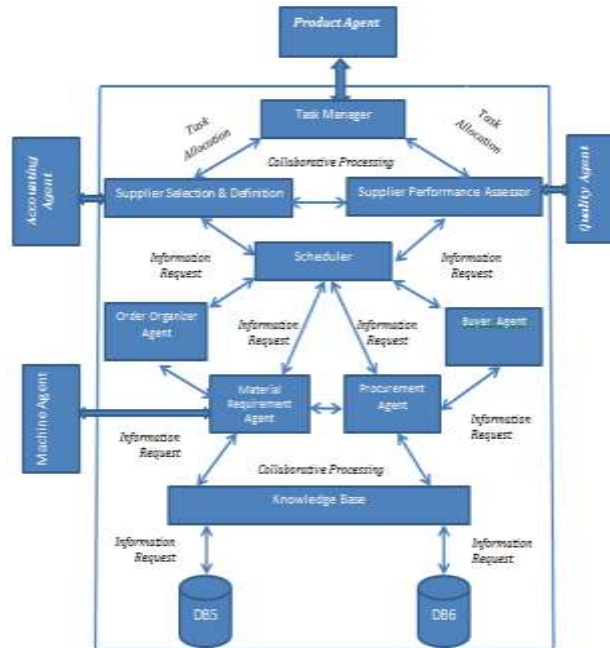 Product Agent
Task Manager
Task
Allocation
Task
Allocation
Collaborative Processing
Accounting
Agent
Supplier Selection & Definition
Supplier Performance Assessor
Quality Agent
Scheduler
Information
Request
Information
Request
Order Organizer
Agent
Information
Request
Information
Request
Buyer Agent
Machine Agent
Material
Requirement
Agent
Procurement
Agent
Information
Request
Information
Request
Collaborative Processing
Knowledge Base
Information
Request
Information
Request
DB5
DB6